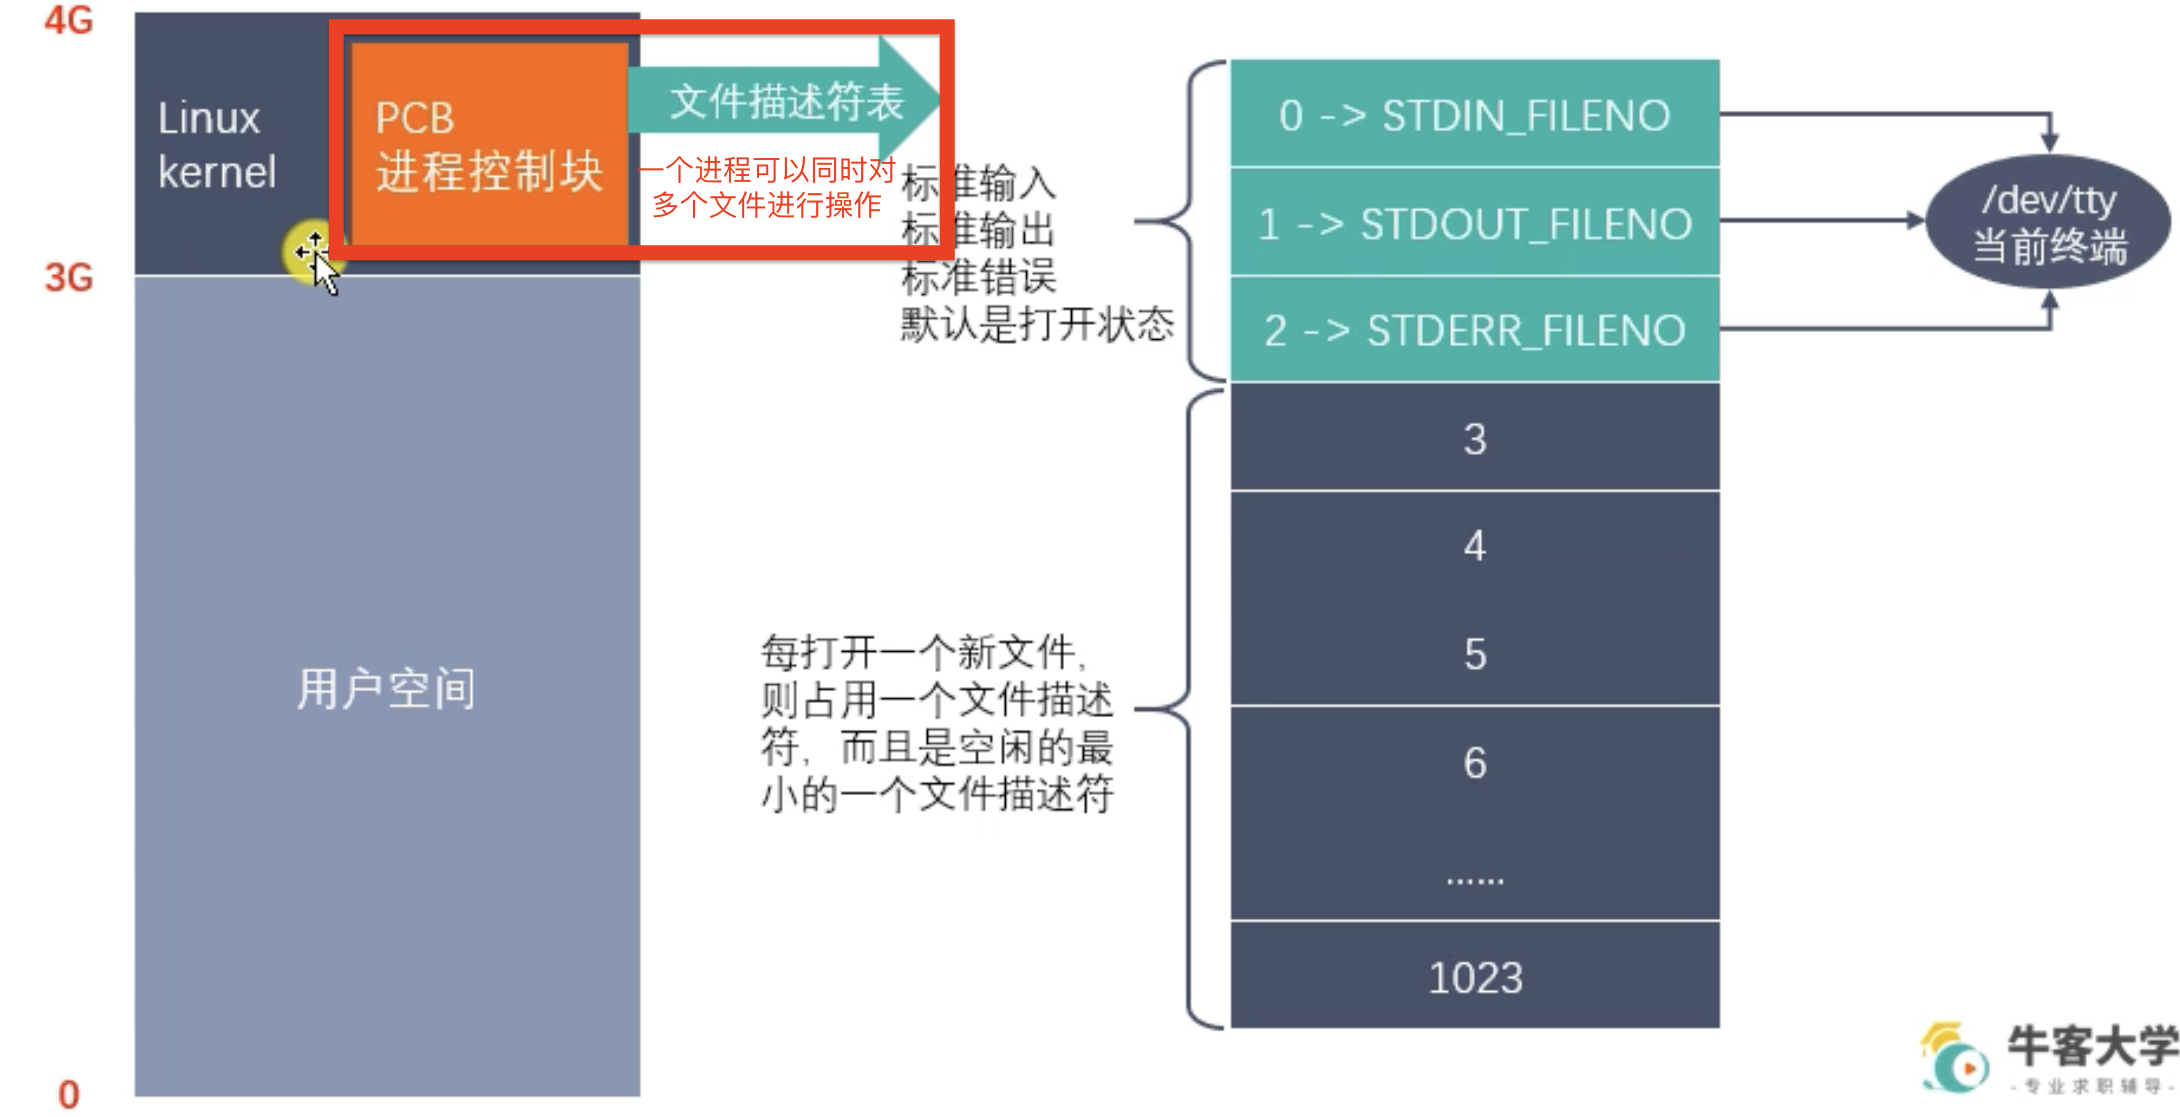 4G
Linux
kernel
PCB
进程控制块
文件描述符表
一个进程可以同时对
多个文件进行操作
3G
用户空间
0
标准输入
标准输出
标准错误
默认是打开状态
每打开一个新文件,
则占用一个文件描述
符，而且是空闲的最
小的一个文件描述符
0 -> STDIN_FILENO
1 -> STDOUT_FILENO
2 -> STDERR_FILENO
3
4
5
6
......
1023
/dev/tty
当前终端
牛客大学
-专业求职辅导-